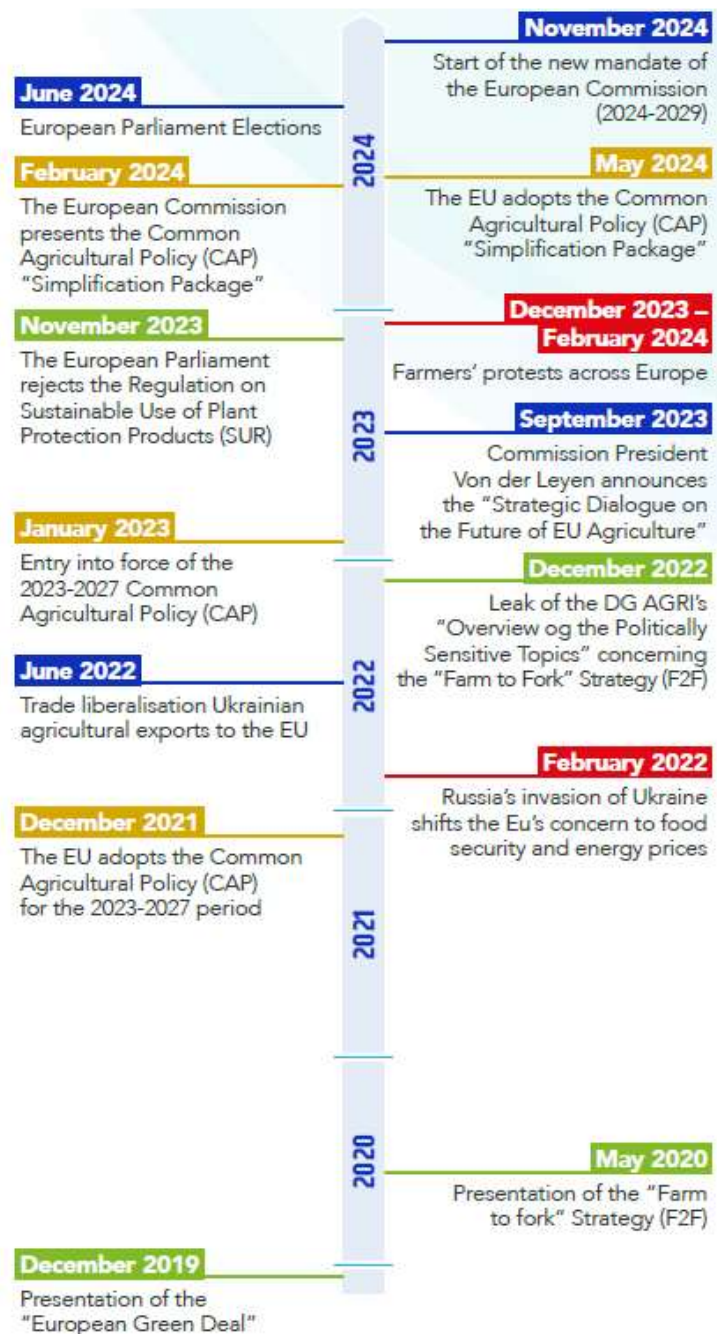 November 2024
Start of the new mandate of
the European Commission
(2024-2029)
June 2024
European Parliament Elections
May 2024
The EU adopts the Common
Agricultural Policy (CAP)
“Simplification Package”
February 2024
The European Commission
presents the Common
Agricultural Policy (CAP)
“Simplification Package”
2024
December 2023 –
February 2024
Farmers’ protests across Europe
November 2023
The European Parliament
rejects the Regulation on
Sustainable Use of Plant
Protection Products (SUR)
September 2023
Commission President
Von der Leyen announces
the “Strategic Dialogue on
the Future of EU Agriculture”
2023
January 2023
Entry into force of the
2023-2027 Common
Agricultural Policy (CAP)
December 2022
Leak of the DG AGRI’s
“Overview og the Politically
Sensitive Topics” concerning
the “Farm to Fork” Strategy (F2F)
June 2022
Trade liberalisation Ukrainian
agricultural exports to the EU
2022
February 2022
Russia’s invasion of Ukraine
shifts the Eu’s concern to food
security and energy prices
December 2021
The EU adopts the Common
Agricultural Policy (CAP)
for the 2023-2027 period
2021
2020
May 2020
Presentation of the “Farm
to fork” Strategy (F2F)
December 2019
Presentation of the
“European Green Deal”